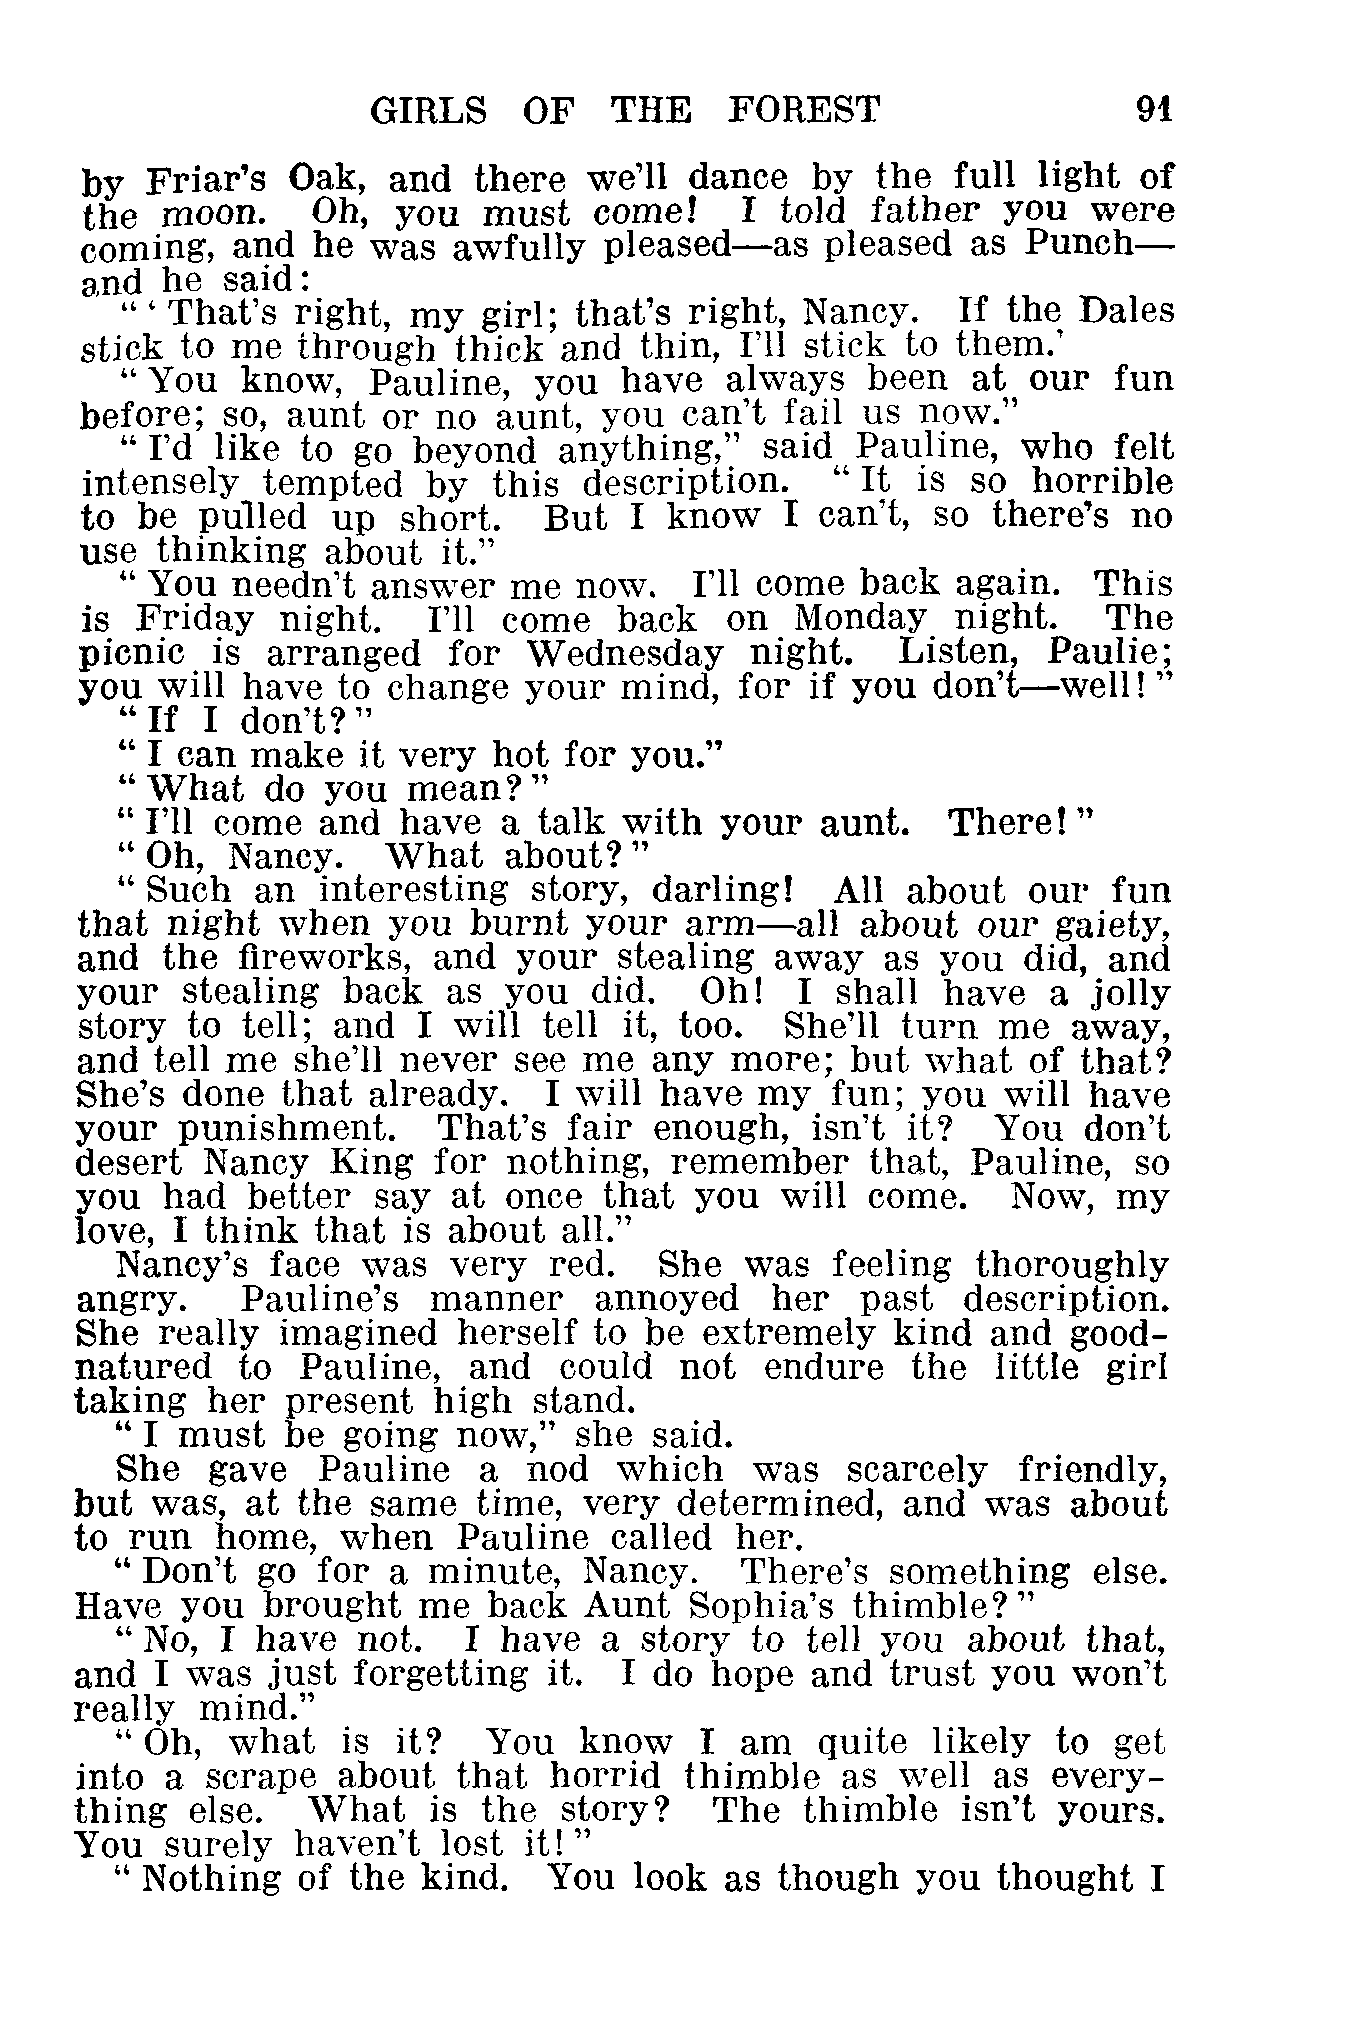 GIRLS OF THE FOREST 91
by Friar's Oak, and there we'll dance by the full light of
the moon. Oh, you must come! I told father you were
coming, and he was awfully pleased—as pleased as Punch—
and he said:
"'That's right, my girl; that's right, Nancy. If the Dales
stick to me through thick and thin, I'll stick to them.'
"You know, Pauline, you have always been at our fun
before; so, aunt or no aunt, you can't fail us now."
"I'd like to go beyond anything," said Pauline, who felt
intensely tempted by this description. "It is so horrible
to be pulled up short. But I know I can't, so there's no
use thinking about it."
"You needn't answer me now. I'll come back again. This
is Friday night. I'll come back on Monday night. The
picnic is arranged for Wednesday night. Listen, Paulie;
you will have to change your mind, for if you don't—well!"
"If I don't?"
"I can make it very hot for you."
"What do you mean?"
"I'll come and have a talk with your aunt. There!"
"Oh, Nancy. What about?"
"Such an interesting story, darling! All about our fun
that night when you burnt your arm—all about our gaiety,
and the fireworks, and your stealing away as you did, and
your stealing back as you did. Oh! I shall have a jolly
story to tell; and I will tell it, too. She'll turn me away,
and tell me she'll never see me any more; but what of that?
She's done that already. I will have my fun; you will have
your punishment. That's fair enough, isn't it? You don't
desert Nancy King for nothing, remember that, Pauline, so
you had better say at once that you will come. Now, my
love, I think that is about all."
Nancy's face was very red. She was feeling thoroughly
angry. Pauline's manner annoyed her past description.
She really imagined herself to be extremely kind and good-
natured to Pauline, and could not endure the little girl
taking her present high stand.
"I must be going now," she said.
She gave Pauline a nod which was scarcely friendly,
but was, at the same time, very determined, and was about
to run home, when Pauline called her.
"Don't go for a minute, Nancy. There's something else.
Have you brought me back Aunt Sophia's thimble?"
"No, I have not. I have a story to tell you about that,
and I was just forgetting it. I do hope and trust you won't
really mind."
"Oh, what is it? You know I am quite likely to get
into a scrape about that horrid thimble as well as every-
thing else. What is the story? The thimble isn't yours.
You surely haven't lost it!"
"Nothing of the kind. You look as though you thought I